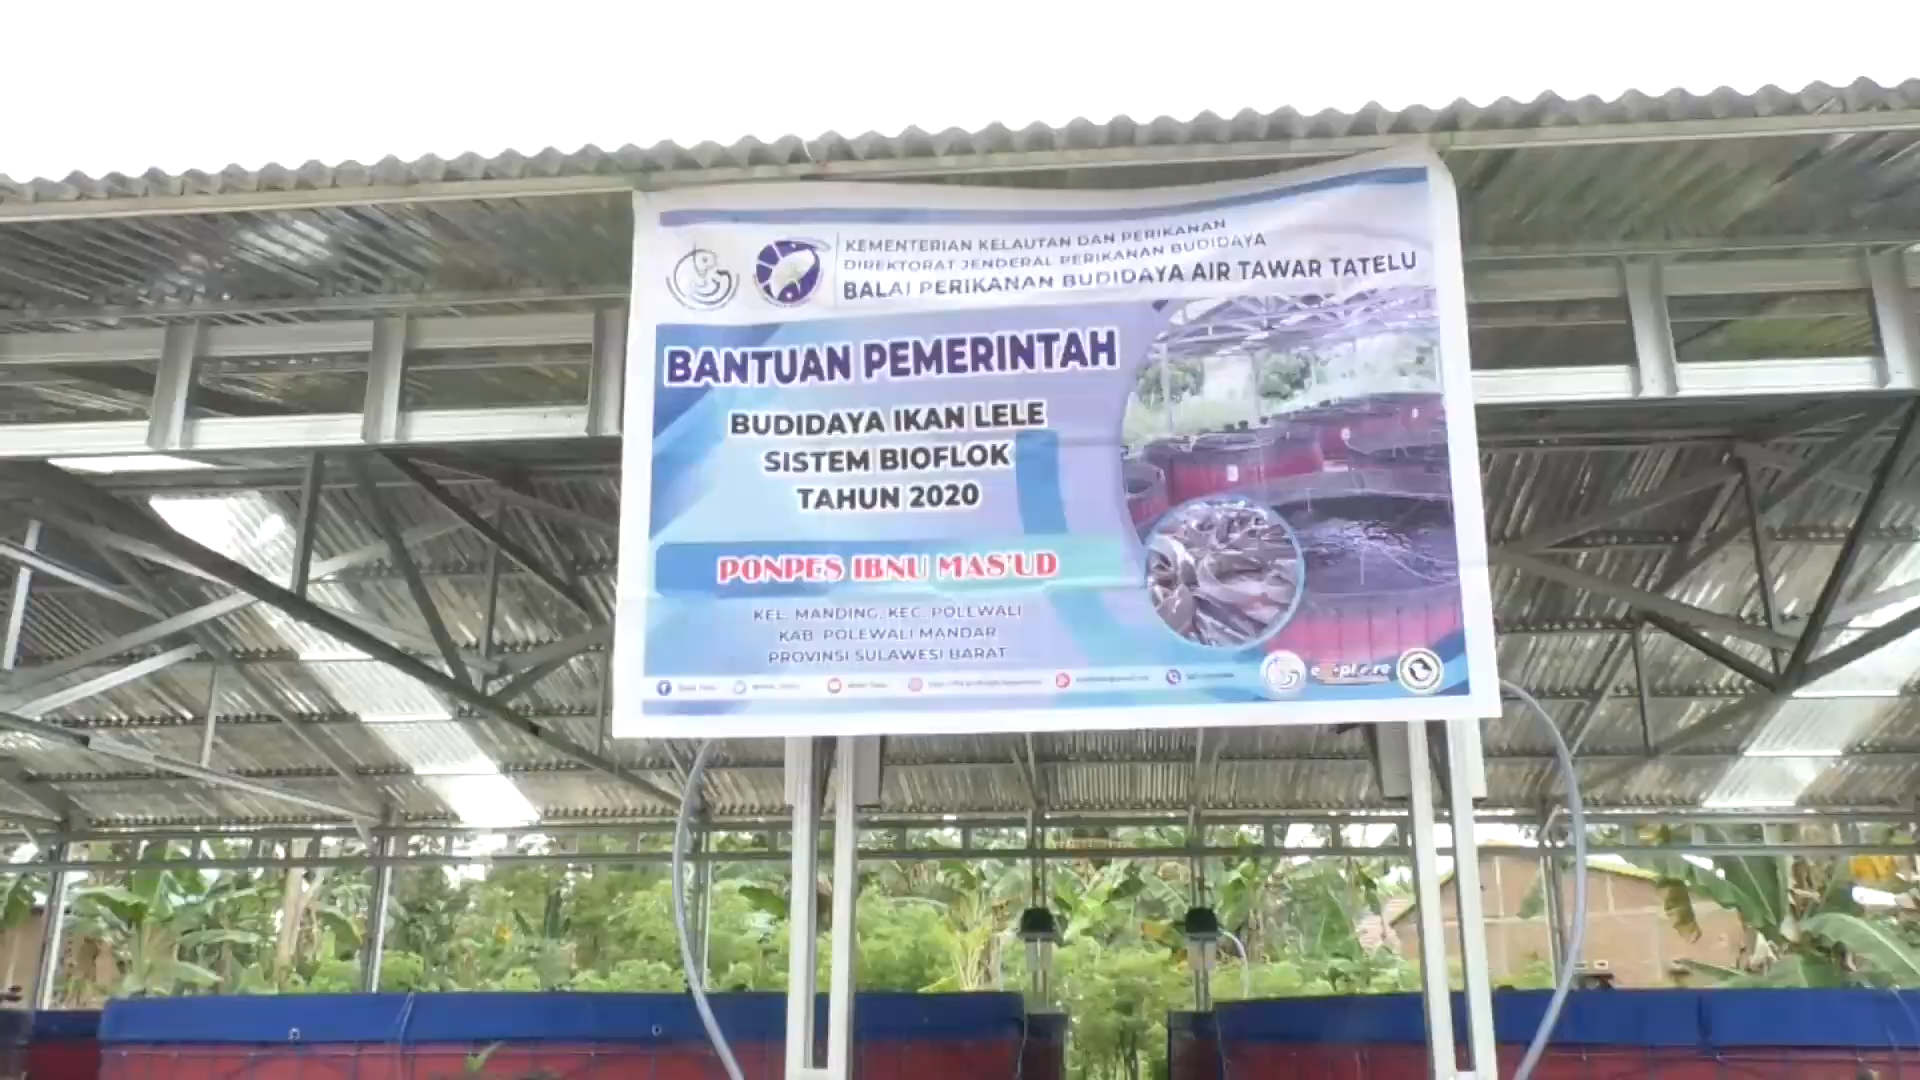 KEMENTERIAN KELAUTAN DAN PERIKANAN
DIREKTORAT JENDERAL PERIKANAN BUDIDAYA
BALAI PERIKANAN BUDIDAYA AIR TAWAR TATELU
BANTUAN PEMERINTAH
BUDIDAYA IKAN LELE
SISTEM BIOFLOK
TAHUN 2020
PONPES IBNU MAS'UD
KEL. MANDING, KEC. POLEWALI
KAB. POLEWALI MANDAR
PROVINSI SULAWESI BARAT